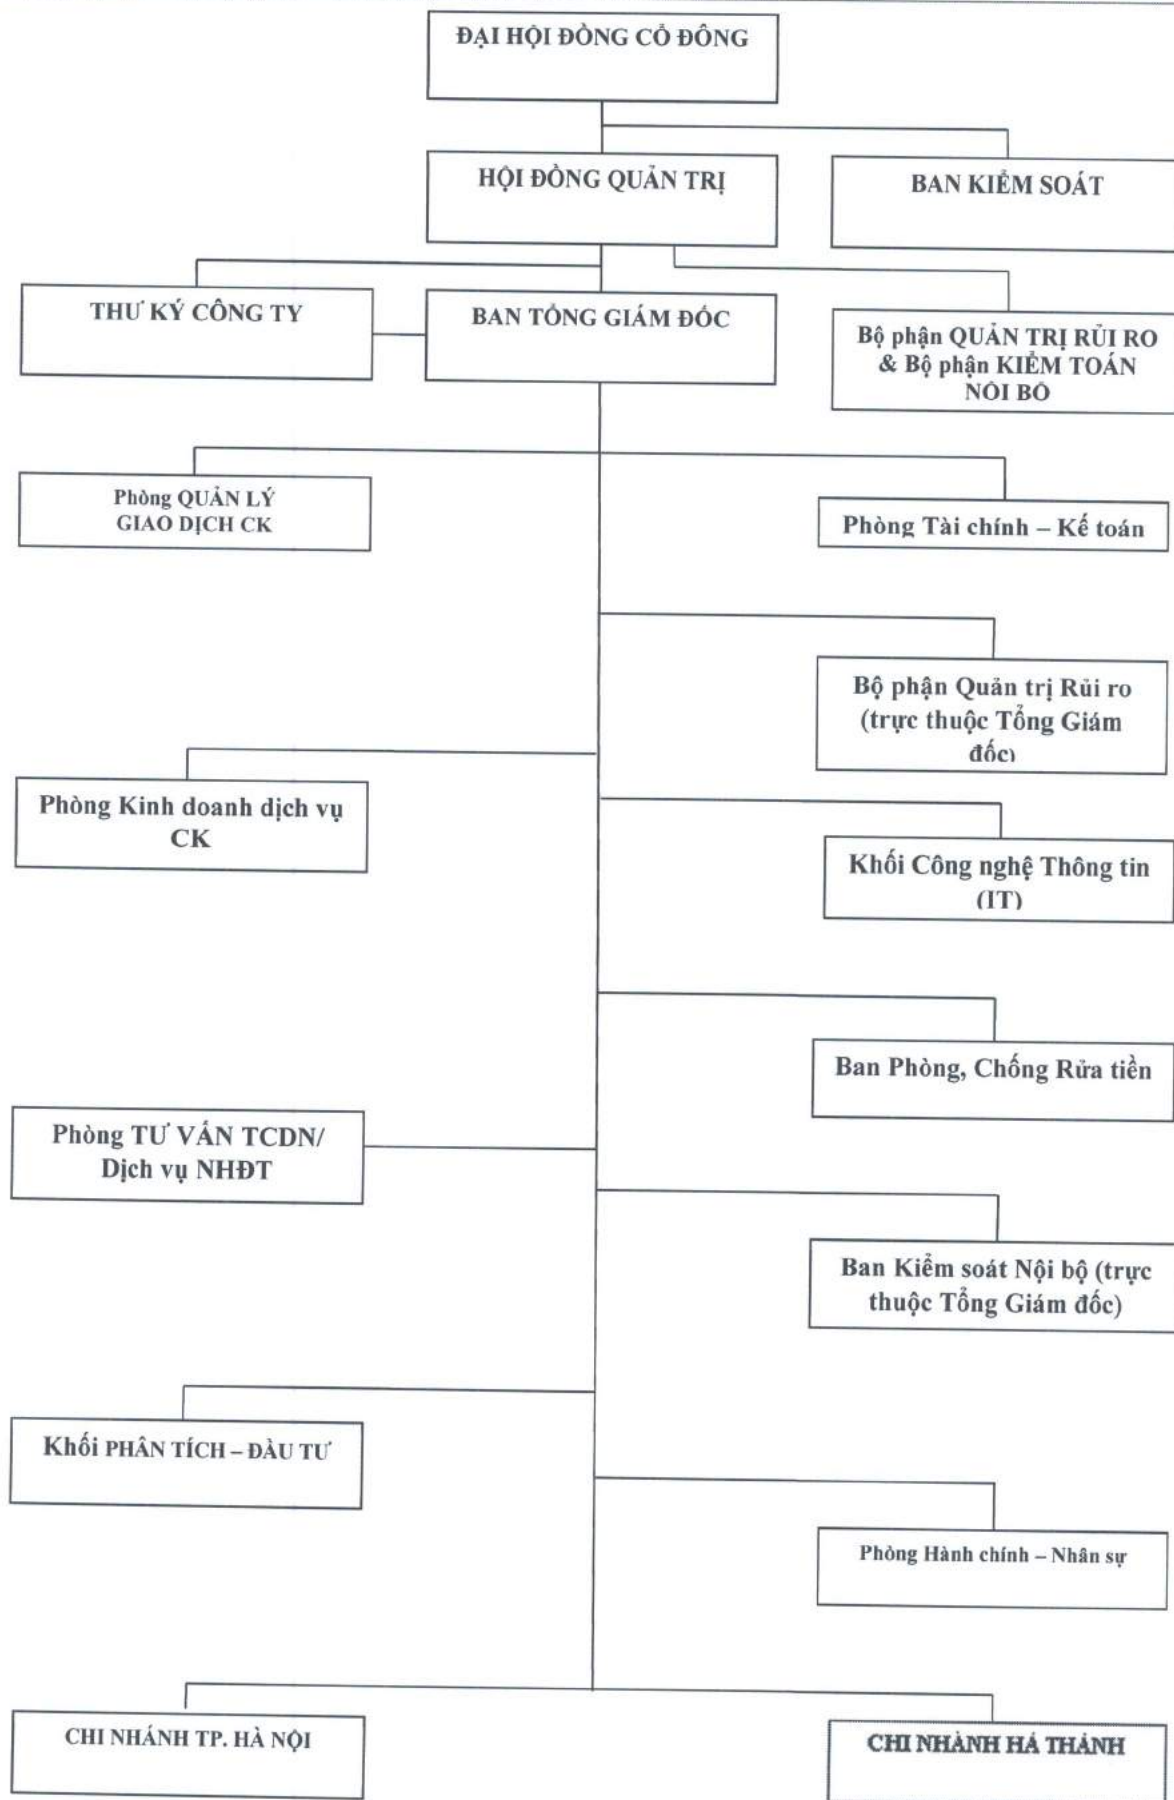 ĐẠI HỘI ĐỒNG CỔ ĐÔNG
HỘI ĐỒNG QUẢN TRỊ
BAN KIỂM SOÁT
THƯ KÝ CÔNG TY
BAN TỔNG GIÁM ĐỐC
Bộ phận QUẢN TRỊ RỦI RO
& Bộ phận KIỂM TOÁN
NỘI BỘ
Phòng QUẢN LÝ
GIAO DỊCH CK
Phòng Tài chính – Kế toán
Bộ phận Quản trị Rủi ro
(trực thuộc Tổng Giám
đốc)
Phòng Kinh doanh dịch vụ
CK
Khối Công nghệ Thông tin
(IT)
Ban Phòng, Chống Rửa tiền
Phòng TƯ VẤN TCDN/
Dịch vụ NHĐT
Ban Kiểm soát Nội bộ (trực
thuộc Tổng Giám đốc)
Khối PHÂN TÍCH – ĐẦU TƯ
Phòng Hành chính – Nhân sự
CHI NHÁNH TP. HÀ NỘI
CHI NHÁNH HÀ THÀNH